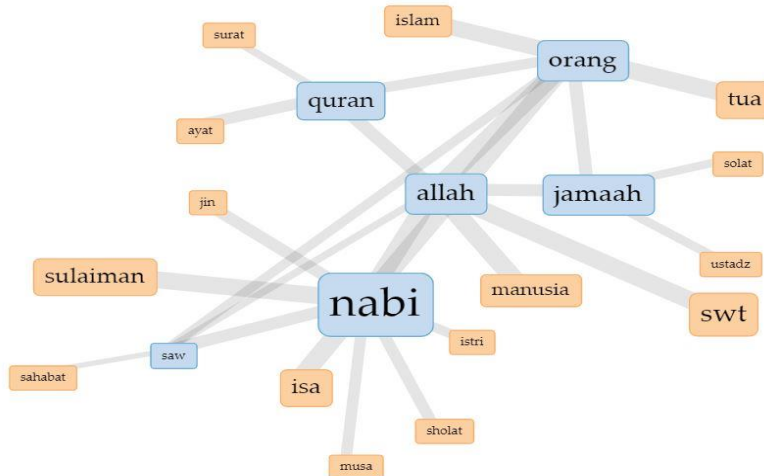 islam
surat
orang
quran
tua
ayat
solat
allah
jamaah
jin
ustadz
sulaiman
nabi
manusia
swt
istri
saw
sahabat
isa
sholat
musa